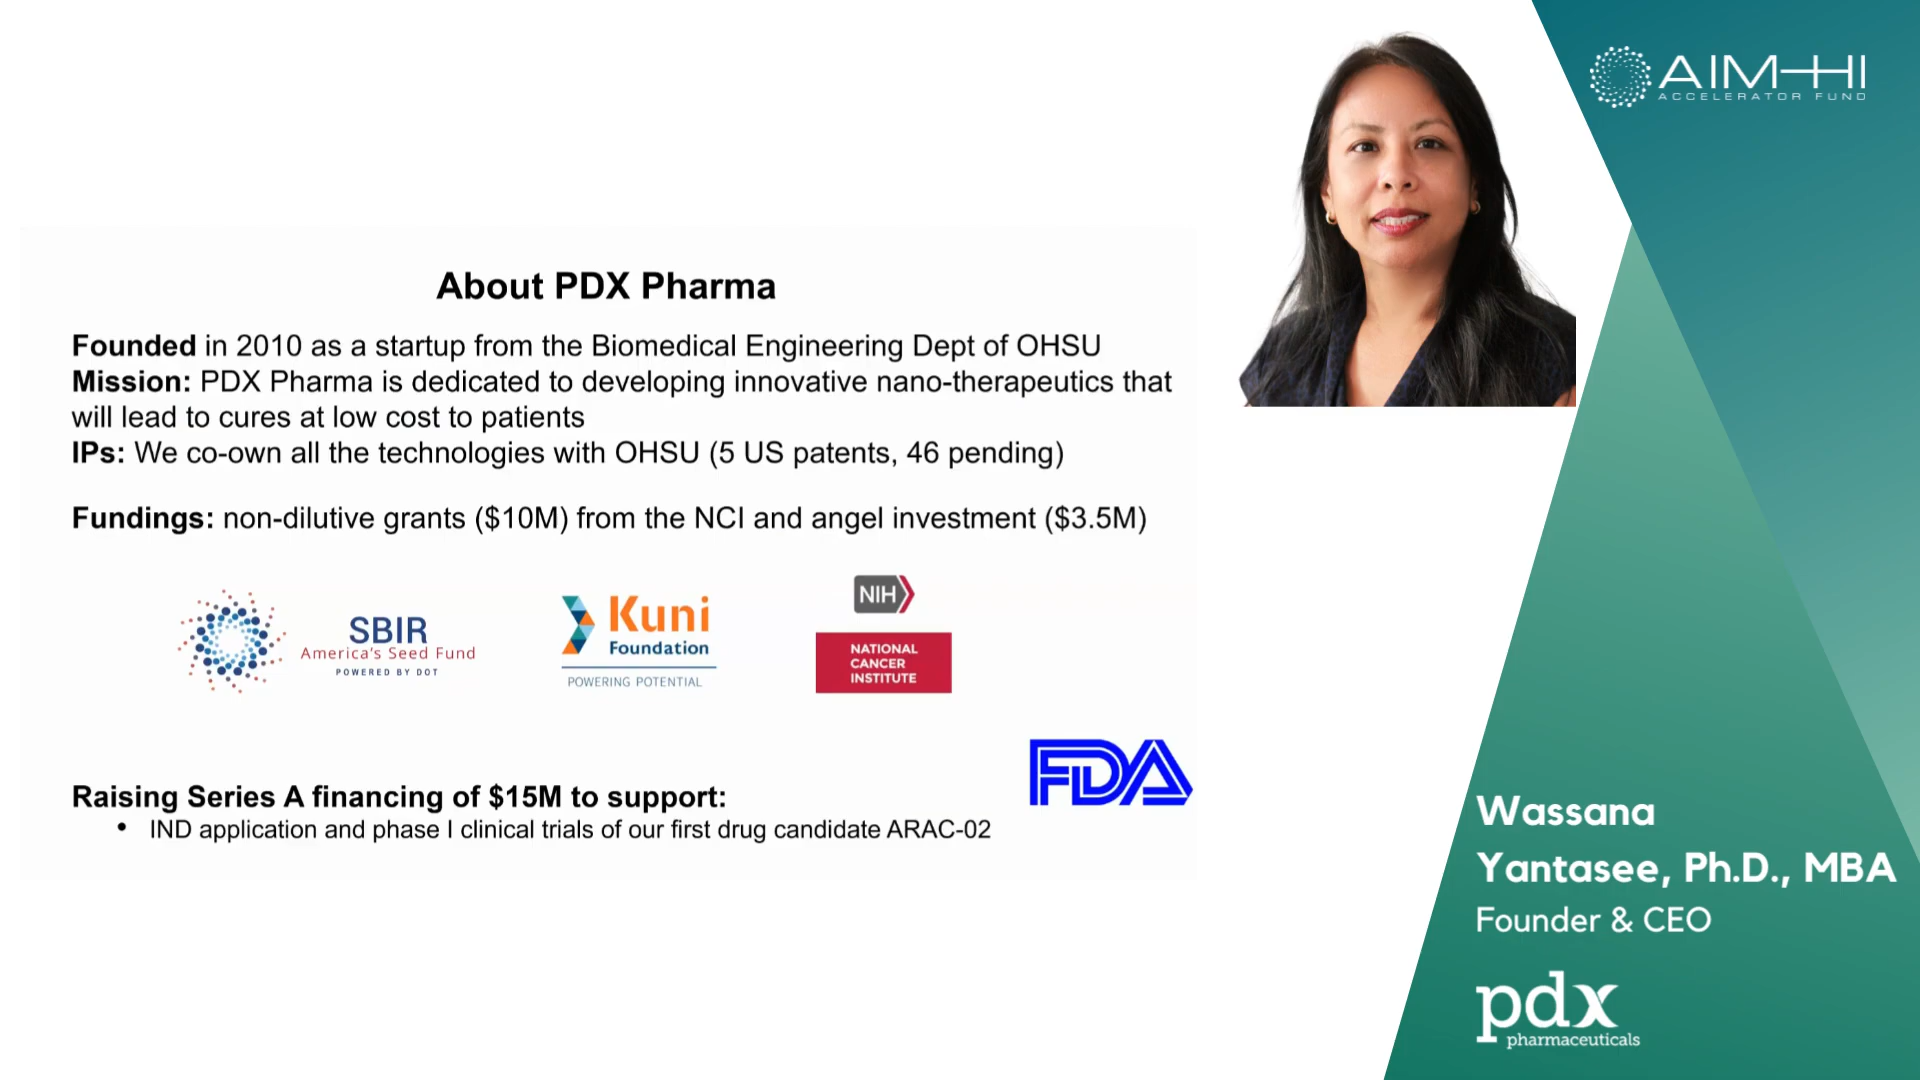 About PDX Pharma
Founded in 2010 as a startup from the Biomedical Engineering Dept of OHSU
Mission: PDX Pharma is dedicated to developing innovative nano-therapeutics that
will lead to cures at low cost to patients
IPs: We co-own all the technologies with OHSU (5 US patents, 46 pending)
Fundings: non-dilutive grants ($10M) from the NCI and angel investment ($3.5M)
SBIR
America's Seed Fund
POWERED BY DOT
Kuni
Foundation
POWERING POTENTIAL
NIH
NATIONAL
CANCER
INSTITUTE
FDA
Raising Series A financing of $15M to support:
• IND application and phase I clinical trials of our first drug candidate ARAC-02
AIM-HI
ACCELERATOR FUND
Wassana
Yantasee, Ph.D., MBA
Founder & CEO
pdx
pharmaceuticals